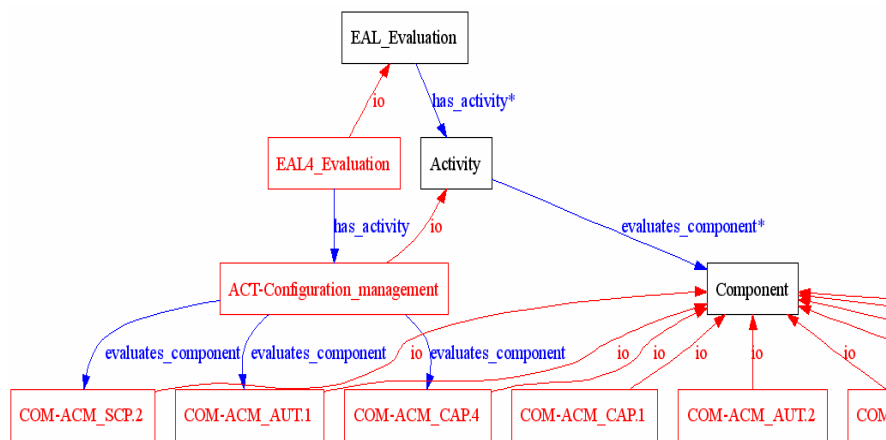 EAL_Evaluation
io
has_activity*
EAL4_Evaluation
Activity
has_activity
io
evaluates_component*
ACT-Configuration_management
Component
evaluates_component
evaluates_component
evaluates_component
io
io
io
io
io
io
COM-ACM_SCP.2
COM-ACM_AUT.1
COM-ACM_CAP.4
COM-ACM_CAP.1
COM-ACM_AUT.2
COM